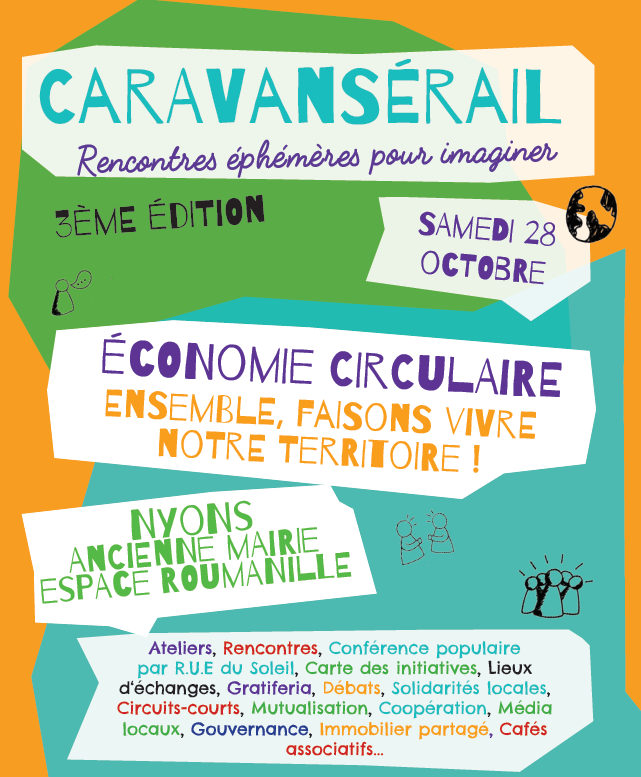 CARAVANSÉRAIL
Rencontres éphémères pour imaginer
3ÈME ÉDITION
SAMEDI 28
OCTOBRE
ÉCONOMIE CIRCULAIRE
ENSEMBLE, FAISONS VIVRE
NOTRE TERRITOIRE !
NYONS
ANCIENNE MAIRIE
ESPACE ROUMANILLE
Ateliers, Rencontres, Conférence populaire
par R.U.E du Soleil, Carte des initiatives, Lieux
d'échanges, Gratiferia, Débats, Solidarités locales,
Circuits-courts, Mutualisation, Coopération, Média
locaux, Gouvernance, Immobilier partagé, Cafés
associatifs...